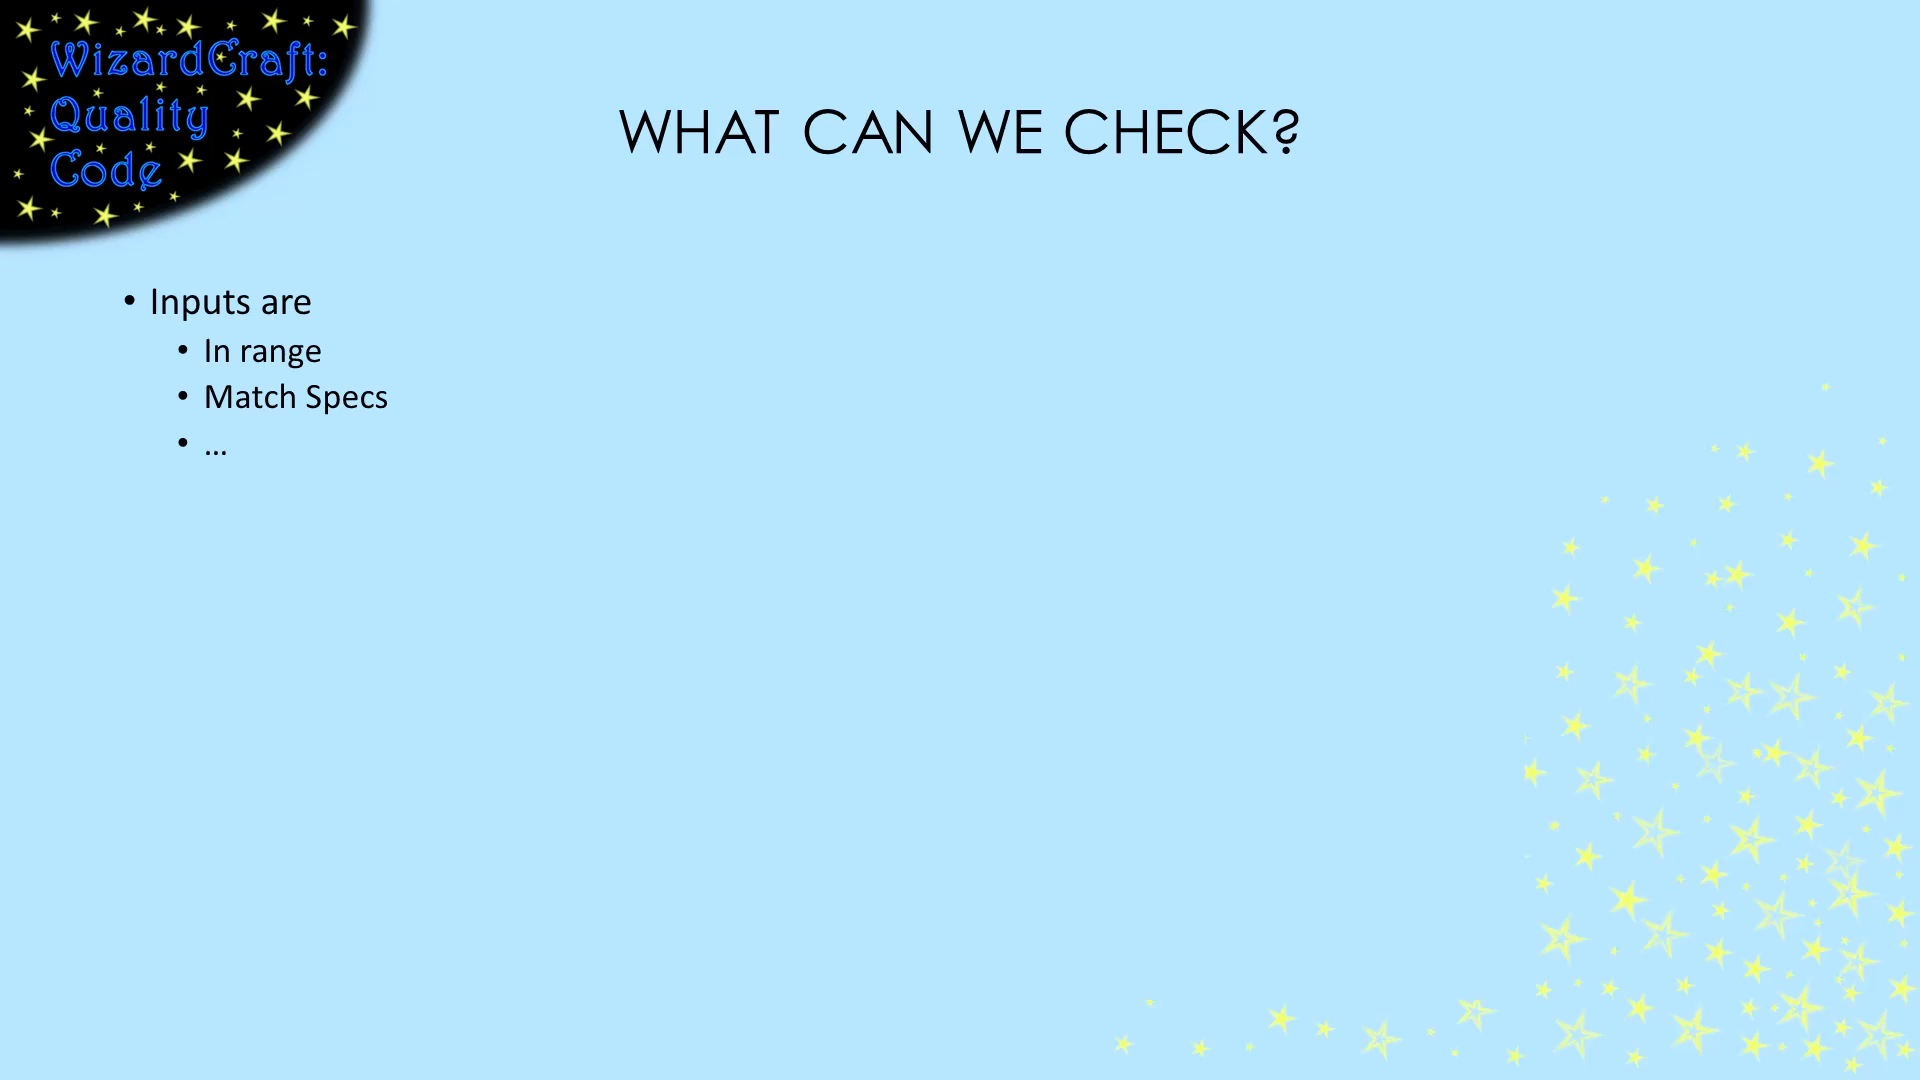 WizardCraft:
Quality
Code
WHAT CAN WE CHECK?
• Inputs are
• In range
• Match Specs
• …